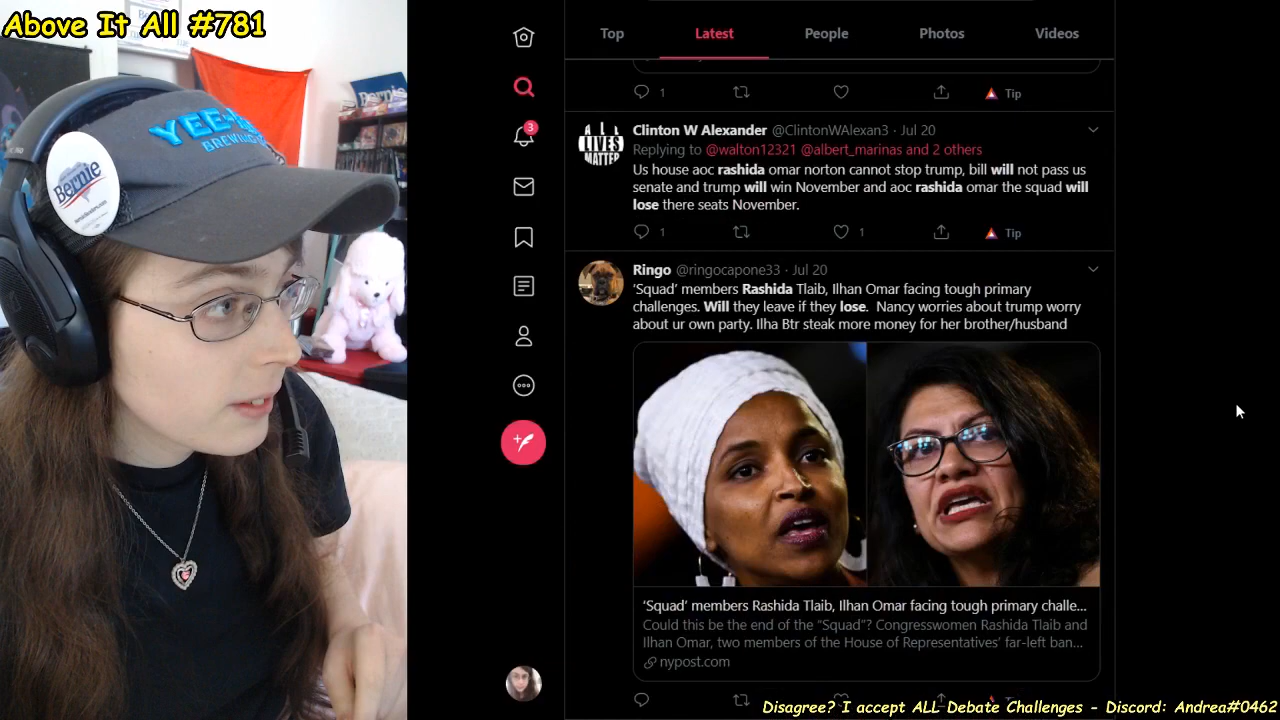 Above It All #781
YEE-
BREWING
Bernie
Bernie
Top
Latest
People
Photos
Videos
1
Tip
3
Clinton W Alexander @ClintonWAlexan3 · Jul 20
Replying to @walton12321 @albert_marinas and 2 others
Us house aoc rashida omar norton cannot stop trump, bill will not pass us
senate and trump will win November and aoc rashida omar the squad will
lose there seats November.
1
1
Tip
LIVES
MATTER
Ringo @ringocapone33 · Jul 20
‘Squad’ members Rashida Tlaib, Ilhan Omar facing tough primary
challenges. Will they leave if they lose. Nancy worries about trump worry
about ur own party. Ilha Btr steak more money for her brother/husband
‘Squad’ members Rashida Tlaib, Ilhan Omar facing tough primary challe...
Could this be the end of the “Squad”? Congresswomen Rashida Tlaib and
Ilhan Omar, two members of the House of Representatives’ far-left ban...
nypost.com
Tip
Disagree? I accept ALL Debate Challenges - Discord: Andrea#0462